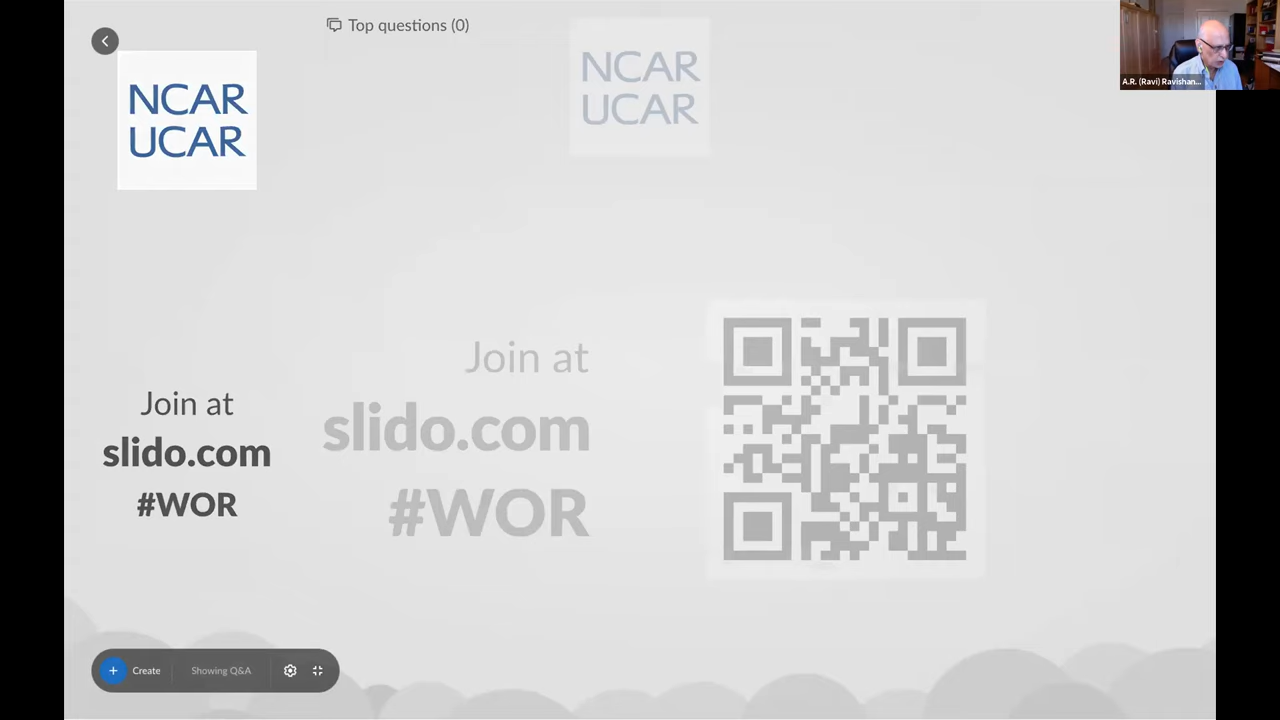 Top questions (0)
NCAR
UCAR
NCAR
UCAR
A.R. (Ravi) Ravishan...
Join at
slido.com
#WOR
Join at
slido.com
#WOR
Create
Showing Q&A